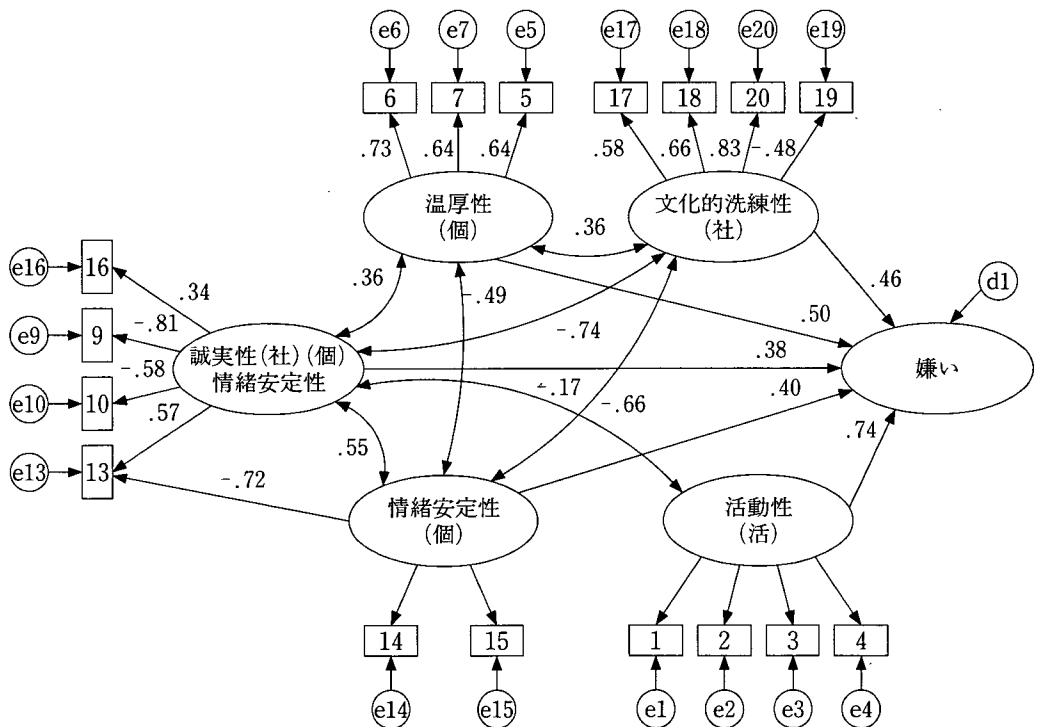 e6 e7 e5 e17 e18 e20 e19
6 7 5 17 18 20 19
.73 .64 .64 .58 .66 .83 -.48
温厚性
(個)
文化的洗練性
(社)
.36
e16 16
.34
.36
-.49
.46
d1
e9 9
-.81
-.74
.50
誠実性(社)(個)
情緒安定性
.38
嫌い
-.58
e10 10
.57
-.17
-.66
.40
.74
e13 13
.55
-.72
情緒安定性
(個)
活動性
(活)
14 15 1 2 3 4
e14 e15 e1 e2 e3 e4